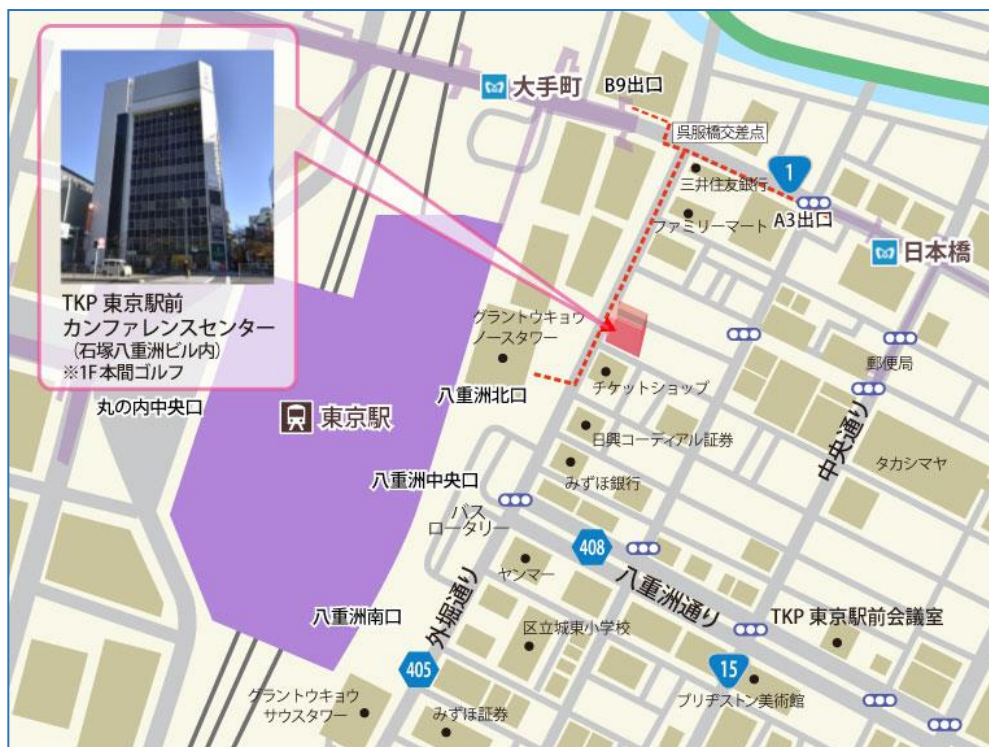 大手町
B9出口
呉服橋交差点
三井住友銀行
1
ファミリーマート
A3出口
日本橋
TKP 東京駅前
カンファレンスセンター
(石塚八重洲ビル内)
※1F本間ゴルフ
グラントウキョウ
ノースタワー
郵便局
チケットショップ
八重洲北口
丸の内中央口
東京駅
日興コーディアル証券
中央通り
タカシマヤ
八重洲中央口
みずほ銀行
バス
ロータリー
408
ヤンマー
八重洲通り
八重洲南口
外堀通り
区立城東小学校
TKP 東京駅前会議室
405
15
ブリヂストン美術館
グラントウキョウ
サウスタワー
みずほ証券